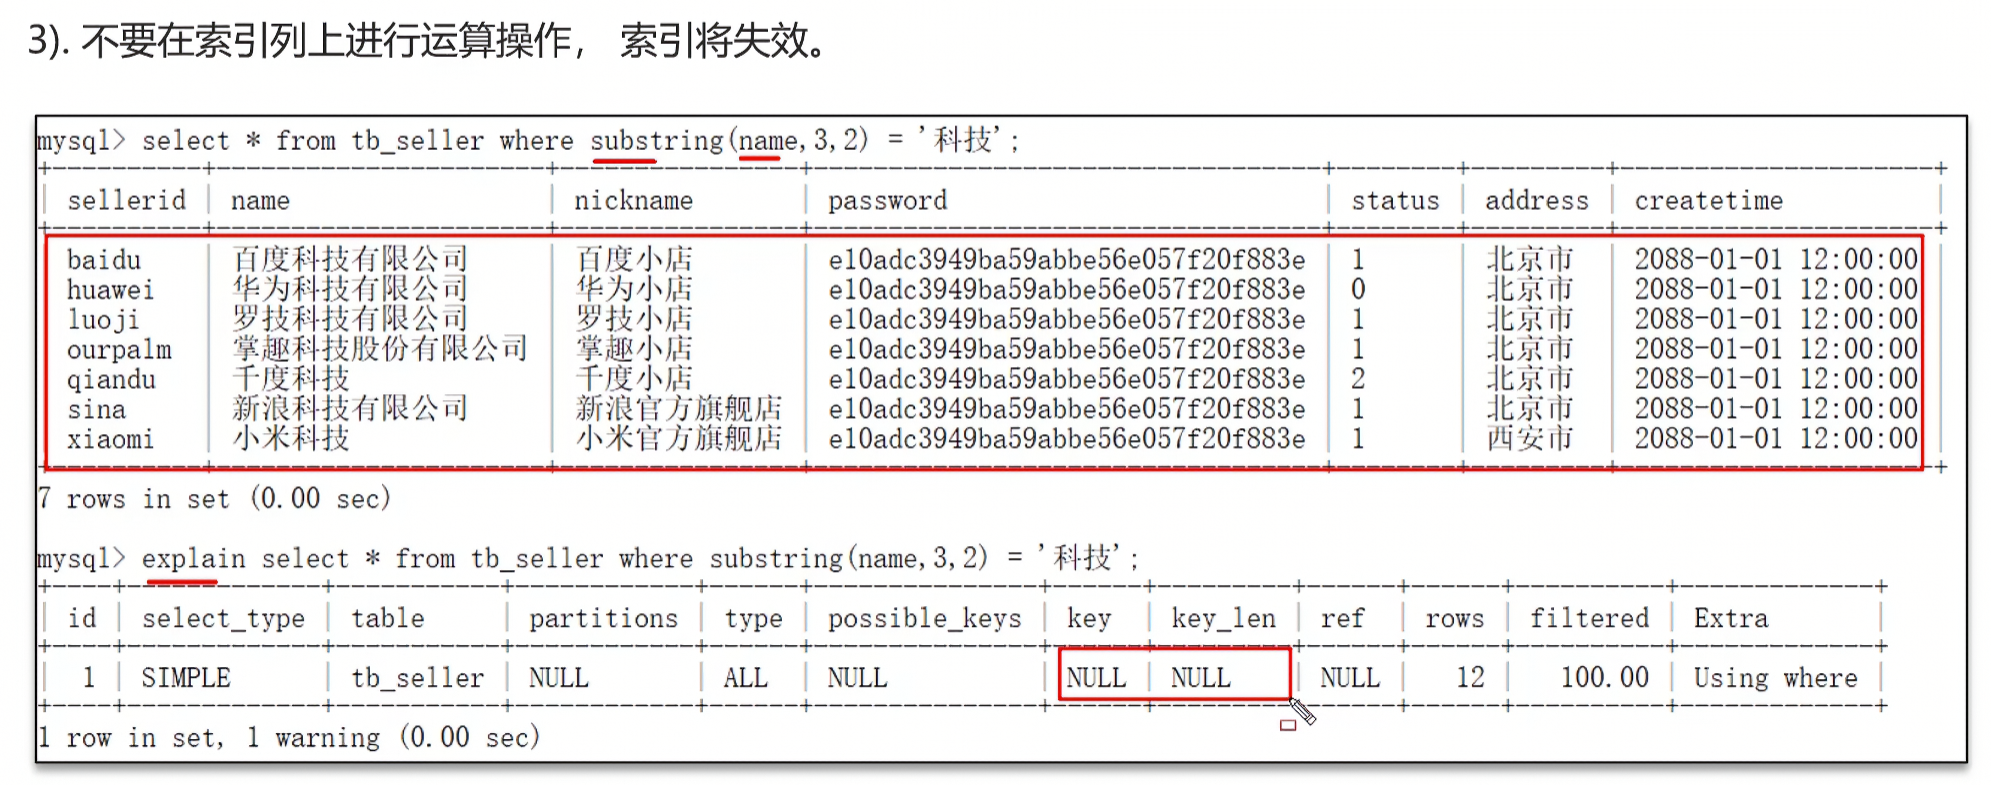 3). 不要在索引列上进行运算操作， 索引将失效。
mysql> select * from tb_seller where substring(name,3,2) = '科技';
sellerid | name | nickname | password | status | address | createtime
baidu | 百度科技有限公司 | 百度小店 | e10adc3949ba59abbe56e057f20f883e | 1 | 北京市 | 2088-01-01 12:00:00
huawei | 华为科技有限公司 | 华为小店 | e10adc3949ba59abbe56e057f20f883e | 0 | 北京市 | 2088-01-01 12:00:00
luoji | 罗技科技有限公司 | 罗技小店 | e10adc3949ba59abbe56e057f20f883e | 1 | 北京市 | 2088-01-01 12:00:00
ourpalm | 掌趣科技股份有限公司 | 掌趣小店 | e10adc3949ba59abbe56e057f20f883e | 1 | 北京市 | 2088-01-01 12:00:00
qiandu | 千度科技 | 千度小店 | e10adc3949ba59abbe56e057f20f883e | 2 | 北京市 | 2088-01-01 12:00:00
sina | 新浪科技有限公司 | 新浪官方旗舰店 | e10adc3949ba59abbe56e057f20f883e | 1 | 北京市 | 2088-01-01 12:00:00
xiaomi | 小米科技 | 小米官方旗舰店 | e10adc3949ba59abbe56e057f20f883e | 1 | 西安市 | 2088-01-01 12:00:00
7 rows in set (0.00 sec)
mysql> explain select * from tb_seller where substring(name,3,2) = '科技';
| id | select_type | table | partitions | type | possible_keys | key | key_len | ref | rows | filtered | Extra |
| 1 | SIMPLE | tb_seller | NULL | ALL | NULL | NULL | NULL | NULL | 12 | 100.00 | Using where |
1 row in set, 1 warning (0.00 sec)